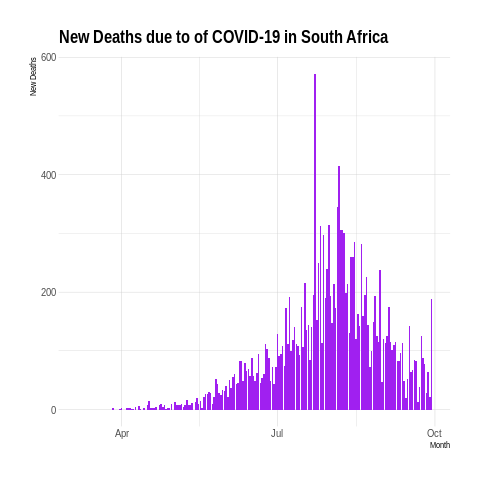 New Deaths due to of COVID-19 in South Africa
New Deaths
600
400
200
0
Apr
Jul
Oct
Month